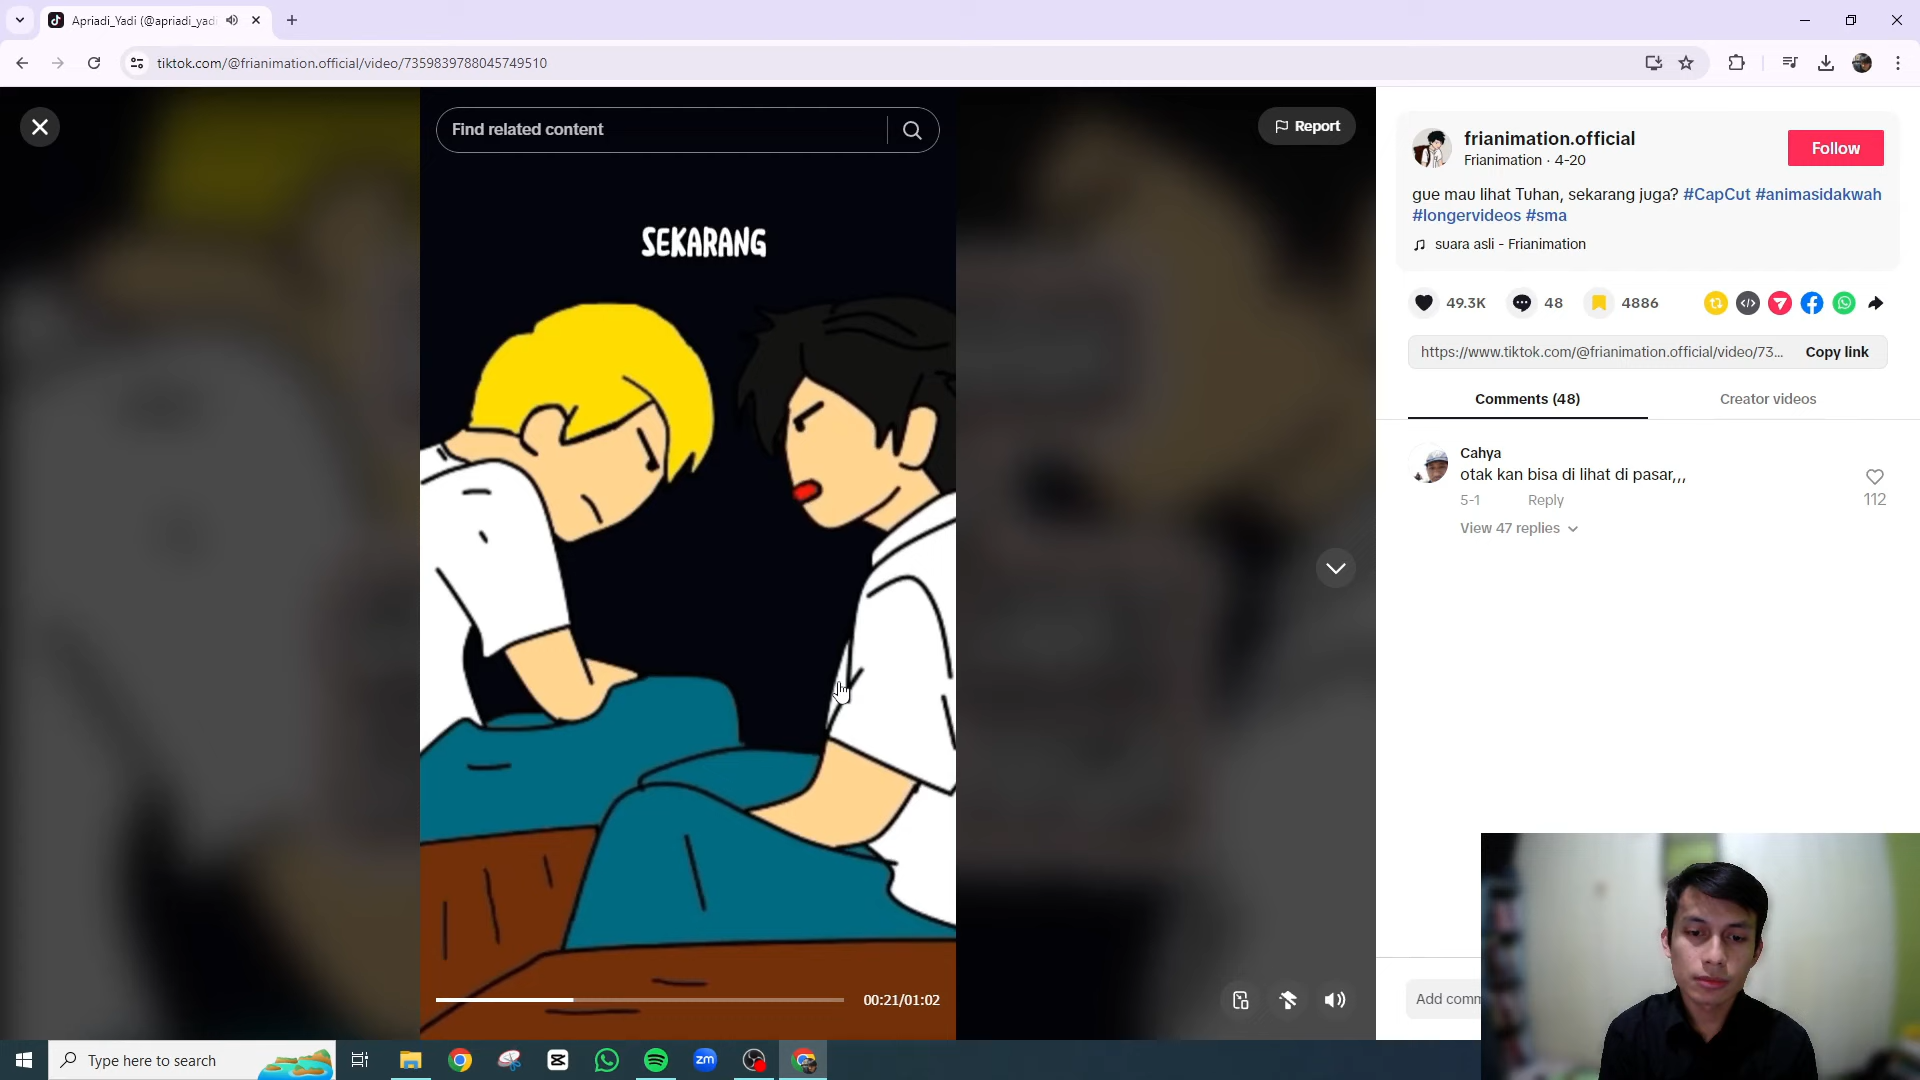 Apriadi_Yadi (@apriadi_yadi
tiktok.com/@frianimation.official/video/7359839788045749510
Find related content
Report
SEKARANG
00:21/01:02
frianimation.official
Frianimation · 4-20
Follow
gue mau lihat Tuhan, sekarang juga? #CapCut #animasidakwah
#longervideos #sma
suara asli - Frianimation
49.3K
48
4886
https://www.tiktok.com/@frianimation.official/video/73...
Copy link
Comments (48)
Creator videos
Cahya
otak kan bisa di lihat di pasar,,,
5-1
Reply
112
View 47 replies
Add comm
Type here to search
zm